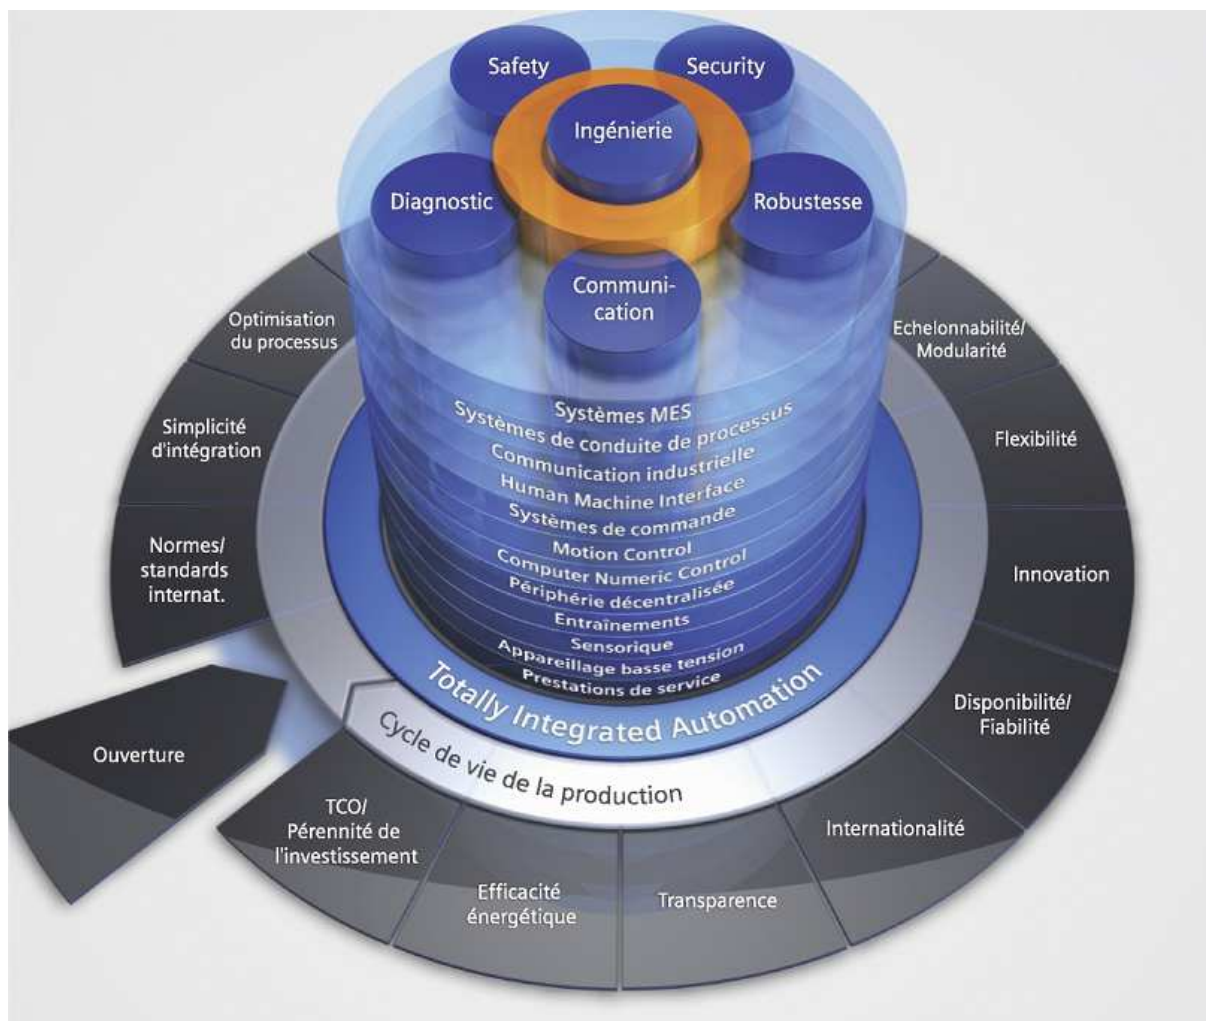 Safety
Security
Ingénierie
Diagnostic
Robustesse
Communi-
cation
Optimisation
du processus
Echelonnabilité/
Modularité
Simplicité
d'intégration
Flexibilité
Normes/
standards
internat.
Innovation
Systèmes MES
Systèmes de conduite de processus
Communication industrielle
Human Machine Interface
Systèmes de commande
Motion Control
Computer Numeric Control
Périphérie décentralisée
Entraînements
Sensorique
Appareillage basse tension
Prestations de service
Totally Integrated Automation
Cycle de vie de la production
Disponibilité/
Fiabilité
Ouverture
TCO/
Pérennité de
l'investissement
Internationalité
Efficacité
énergétique
Transparence